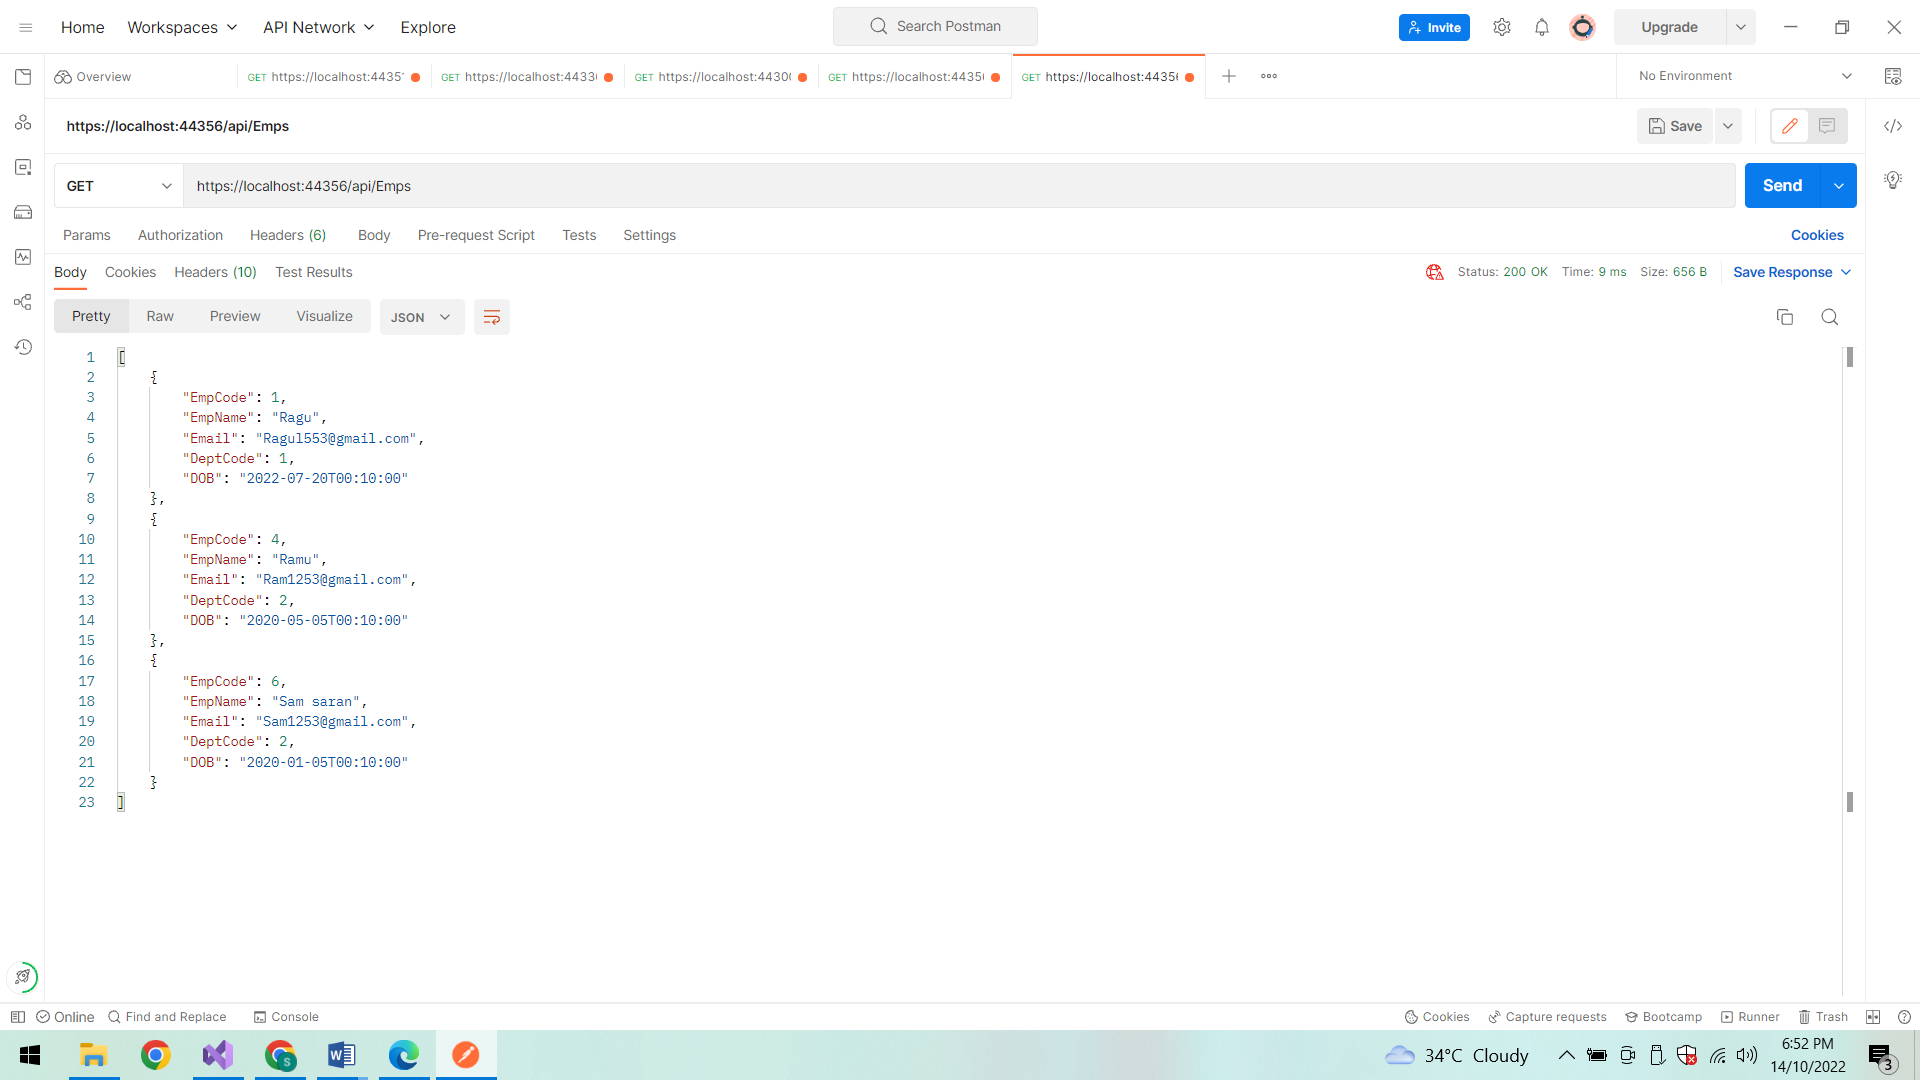 Home Workspaces API Network Explore Search Postman Invite Upgrade
Overview GET https://localhost:44351 GET https://localhost:4433 GET https://localhost:4430 GET https://localhost:4435 GET https://localhost:4435 No Environment
https://localhost:44356/api/Emps Save
GET https://localhost:44356/api/Emps Send
Params Authorization Headers (6) Body Pre-request Script Tests Settings Cookies
Body Cookies Headers (10) Test Results Status: 200 OK Time: 9 ms Size: 656 B Save Response
Pretty Raw Preview Visualize JSON
1 [
2 {
3 "EmpCode": 1,
4 "EmpName": "Ragu",
5 "Email": "Ragul553@gmail.com",
6 "DeptCode": 1,
7 "DOB": "2022-07-20T00:10:00"
8 },
9 {
10 "EmpCode": 4,
11 "EmpName": "Ramu",
12 "Email": "Ram1253@gmail.com",
13 "DeptCode": 2,
14 "DOB": "2020-05-05T00:10:00"
15 },
16 {
17 "EmpCode": 6,
18 "EmpName": "Sam saran",
19 "Email": "Sam1253@gmail.com",
20 "DeptCode": 2,
21 "DOB": "2020-01-05T00:10:00"
22 }
23 ]
Online Find and Replace Console Cookies Capture requests Bootcamp Runner Trash
34°C Cloudy 6:52 PM
14/10/2022 3